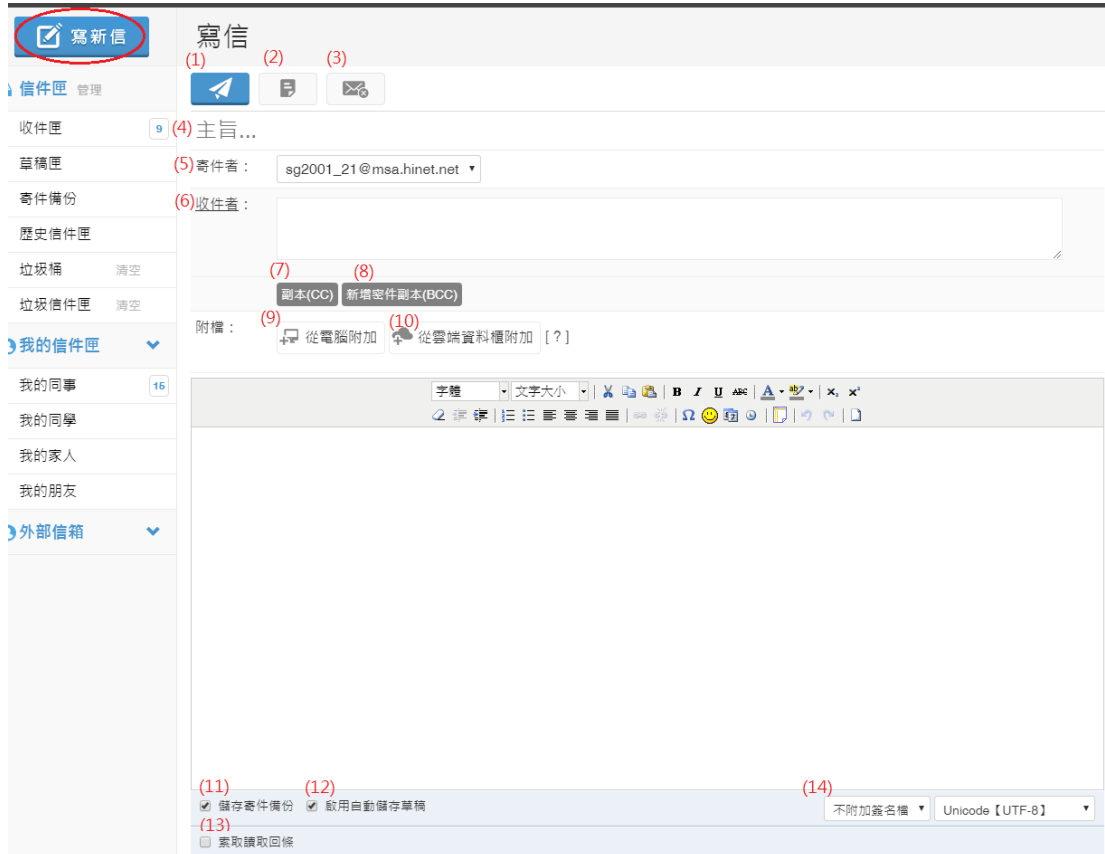 寫新信
寫信
(1) (2) (3)
信件匣 管理
收件匣 9
(4) 主旨...
草稿匣
(5) 寄件者： sg2001_21@msa.hinet.net
寄件備份
(6) 收件者：
歷史信件匣
垃圾桶 清空
(7) (8)
副本(CC) 新增密件副本(BCC)
垃圾信件匣 清空
(9) (10)
附檔： 從電腦附加 從雲端資料櫃附加 [ ? ]
我的信件匣
我的同事 15
字體 文字大小 B I U ABC A ab x₂ x²
Ω
我的同學
我的家人
我的朋友
外部信箱
(11) (12) (14)
儲存寄件備份 啟用自動儲存草稿 不附加簽名檔 Unicode【UTF-8】
(13)
索取讀取回條